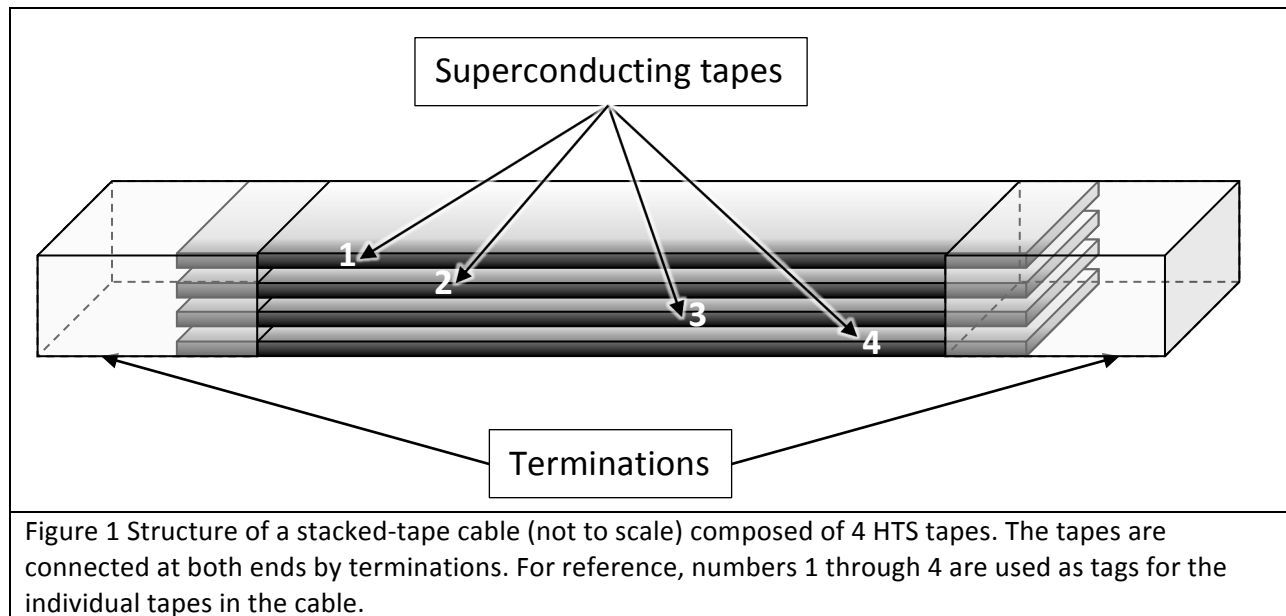 Superconducting tapes
1
2
3
4
Terminations
Figure 1 Structure of a stacked-tape cable (not to scale) composed of 4 HTS tapes. The tapes are
connected at both ends by terminations. For reference, numbers 1 through 4 are used as tags for the
individual tapes in the cable.